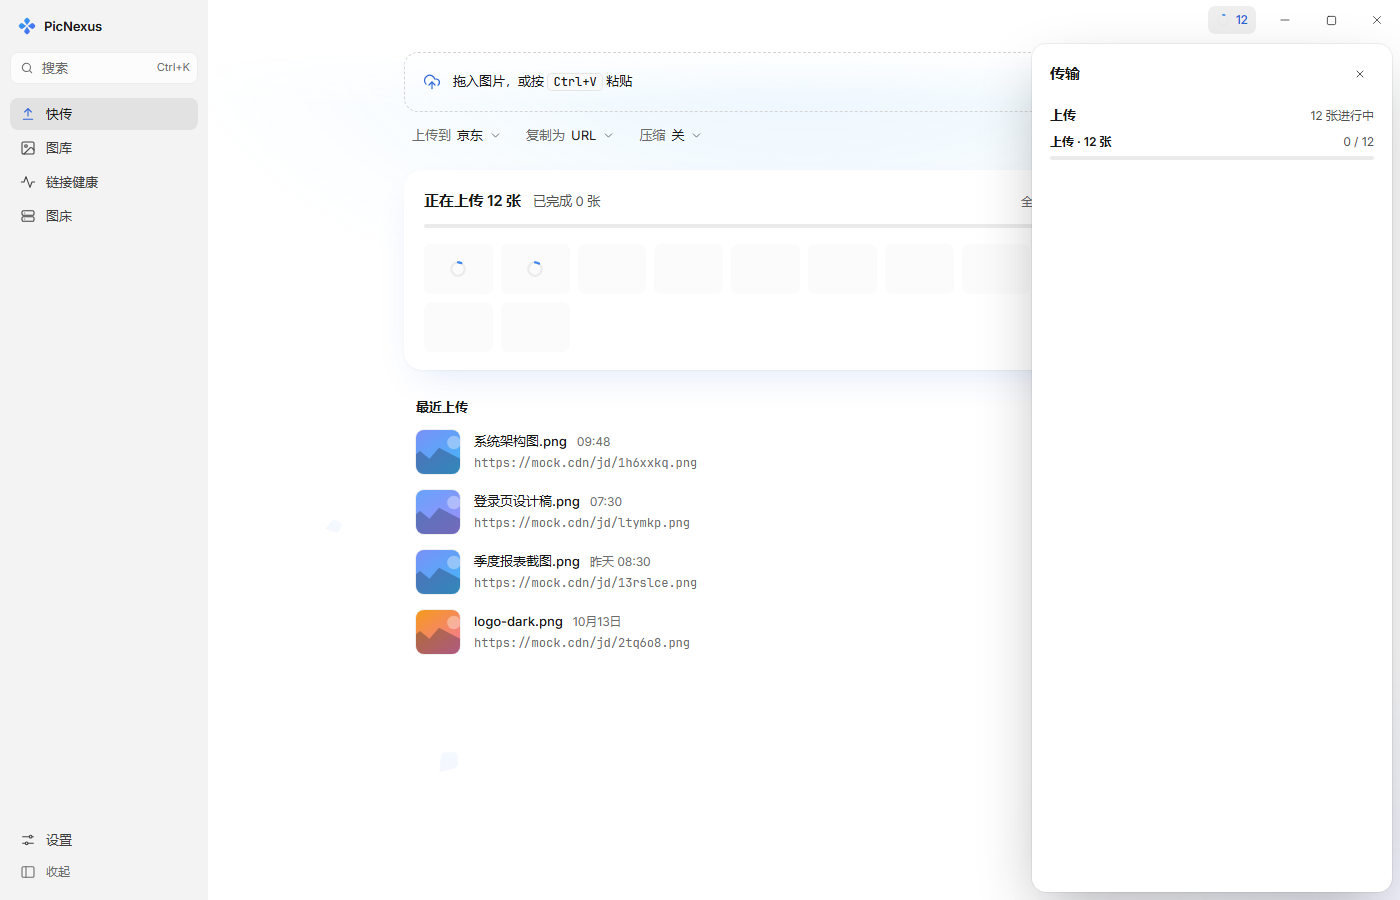 PicNexus
搜索 Ctrl+K
快传
图库
链接健康
图床
设置
收起
12
拖入图片，或按 Ctrl+V 粘贴
上传到 京东 复制为 URL 压缩 关
正在上传 12 张 已完成 0 张
最近上传
系统架构图.png 09:48
https://mock.cdn/jd/1h6xxkq.png
登录页设计稿.png 07:30
https://mock.cdn/jd/ltymkp.png
季度报表截图.png 昨天 08:30
https://mock.cdn/jd/13rslce.png
logo-dark.png 10月13日
https://mock.cdn/jd/2tq6o8.png
传输
上传 12 张进行中
上传 · 12 张 0 / 12